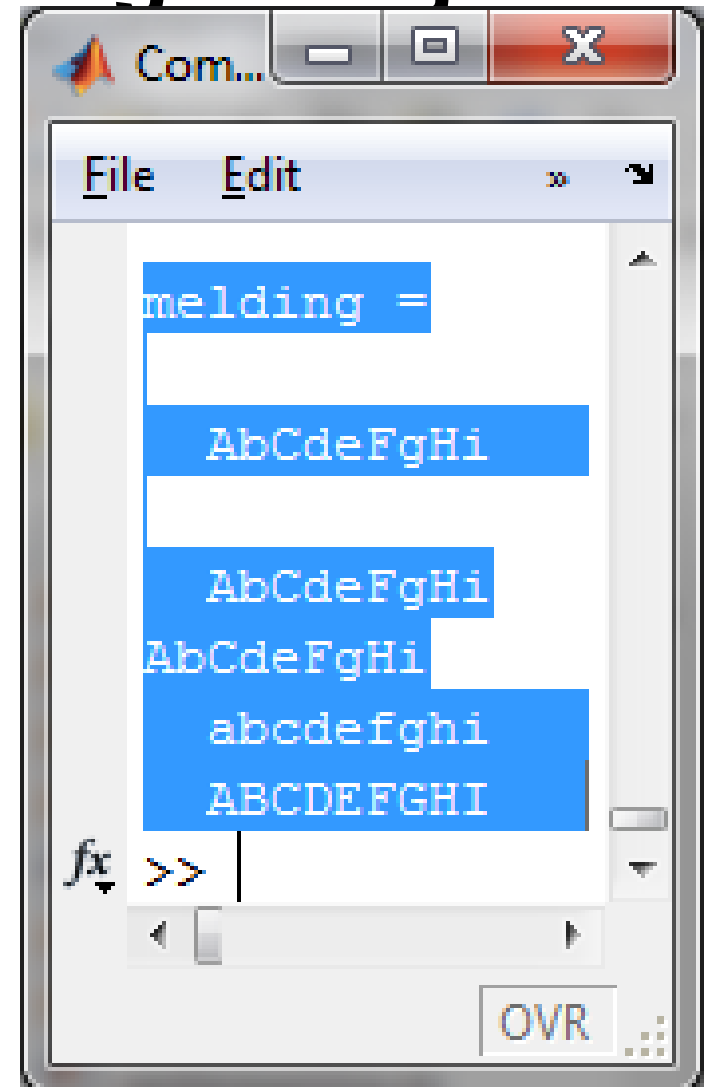 Com...
File Edit »
melding =
AbCdeFgHi
AbCdeFgHi
AbCdeFgHi
abcdefghi
ABCDEFGHI
fx >>
OVR